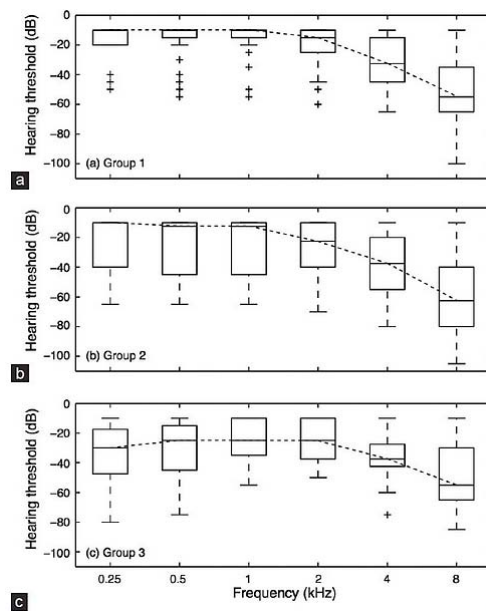 0
−20
−40
−60
−80
−100
Hearing threshold (dB)
(a) Group 1
a
0
−20
−40
−60
−80
−100
Hearing threshold (dB)
(b) Group 2
b
0
−20
−40
−60
−80
−100
Hearing threshold (dB)
(c) Group 3
0.25 0.5 1 2 4 8
Frequency (kHz)
c